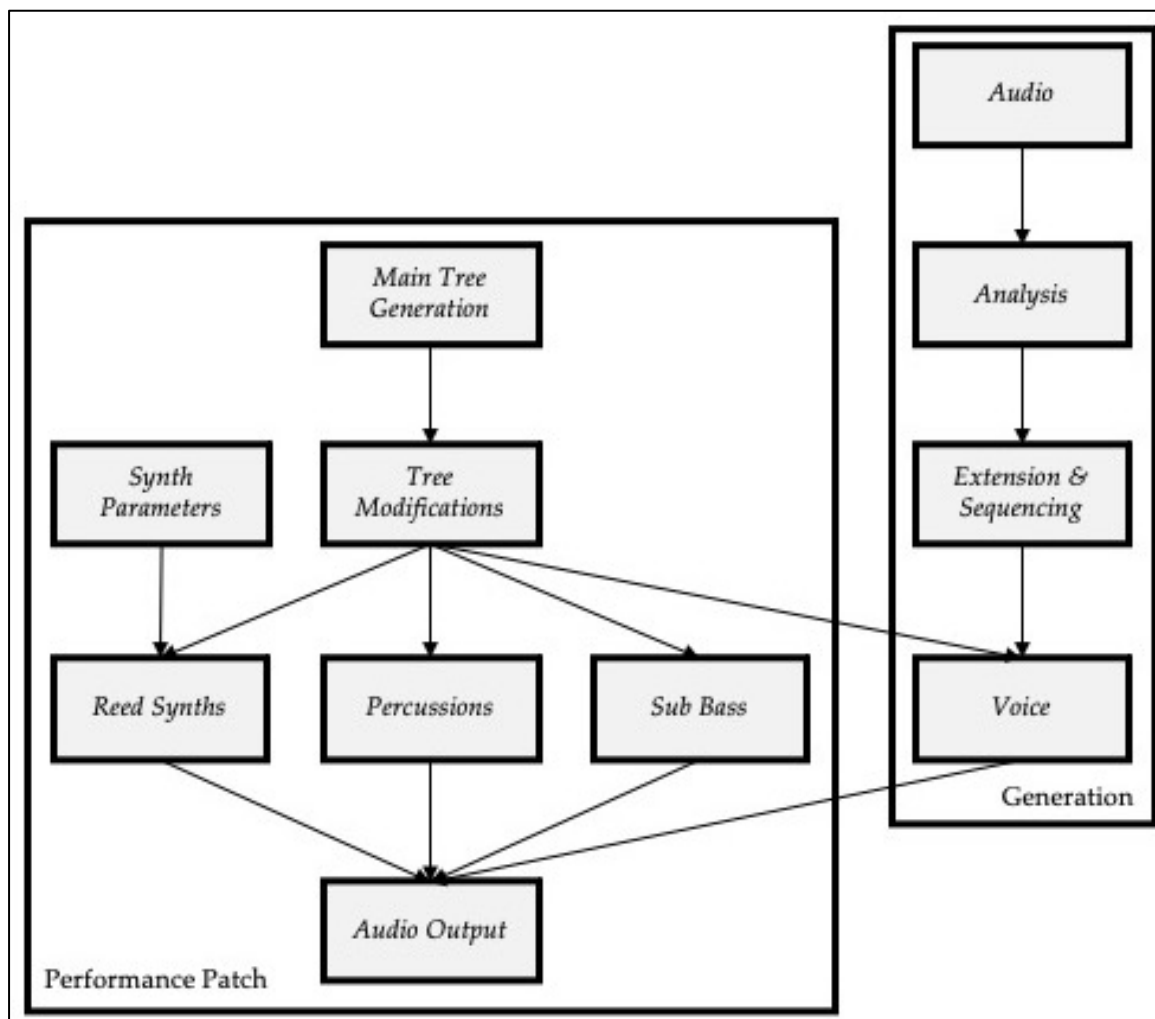 Audio
Main Tree
Generation
Analysis
Synth
Parameters
Tree
Modifications
Extension &
Sequencing
Reed Synths
Percussions
Sub Bass
Voice
Generation
Audio Output
Performance Patch